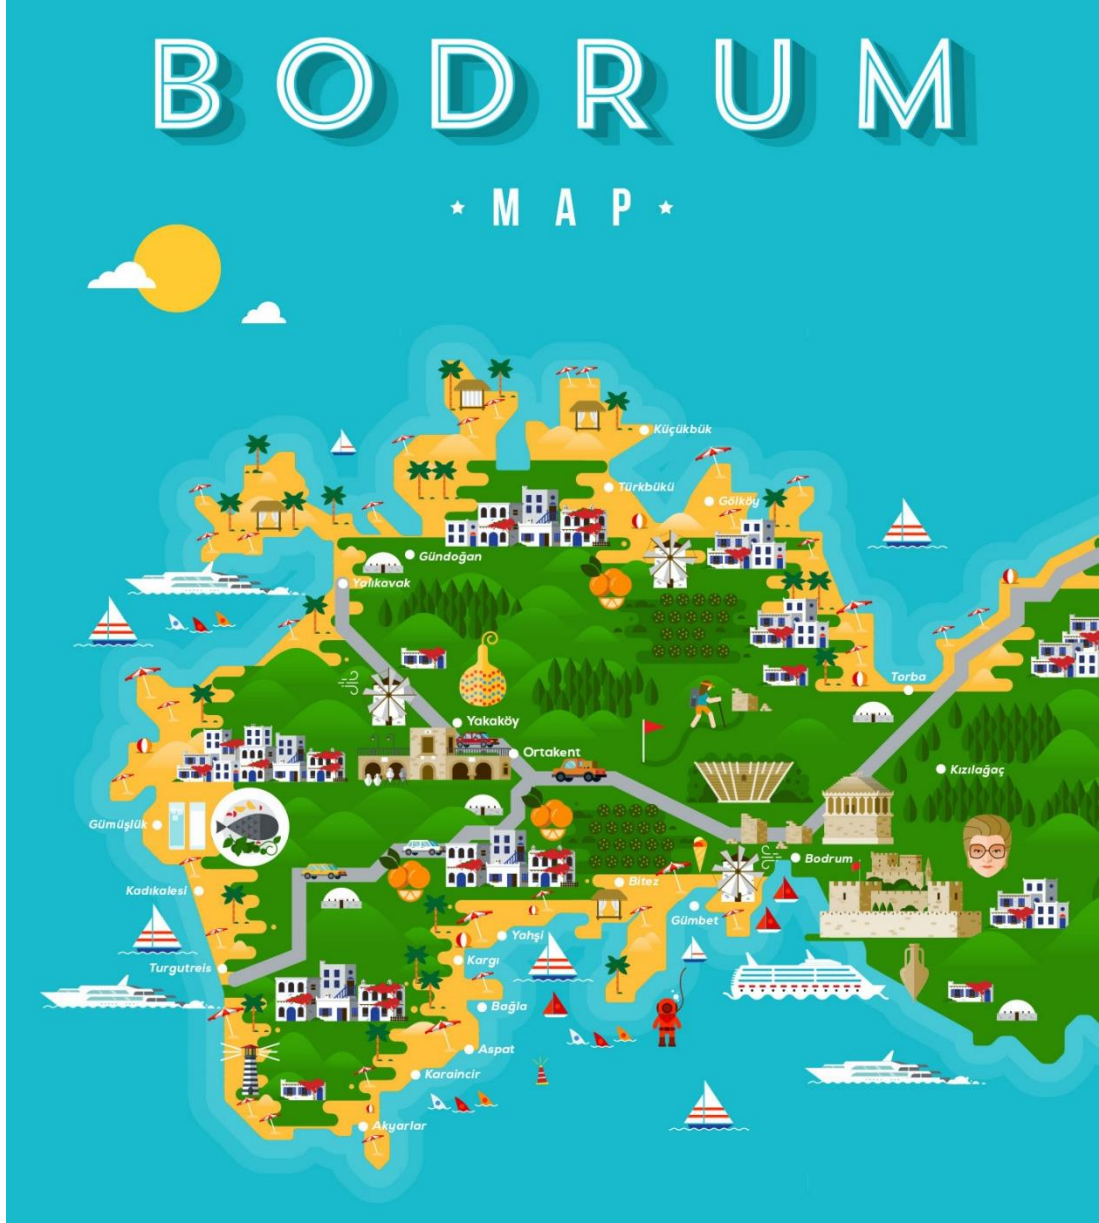 BODRUM
MAP
Küçükbük
Türkbükü
Gölköy
Gündoğan
Yalıkavak
Torba
Yakaköy
Ortakent
Kızılağaç
Gümüşlük
Bodrum
Bitez
Kadıkalesi
Gümbet
Yahşi
Kargı
Turgutreis
Bağla
Aspat
Karaincir
Akyarlar